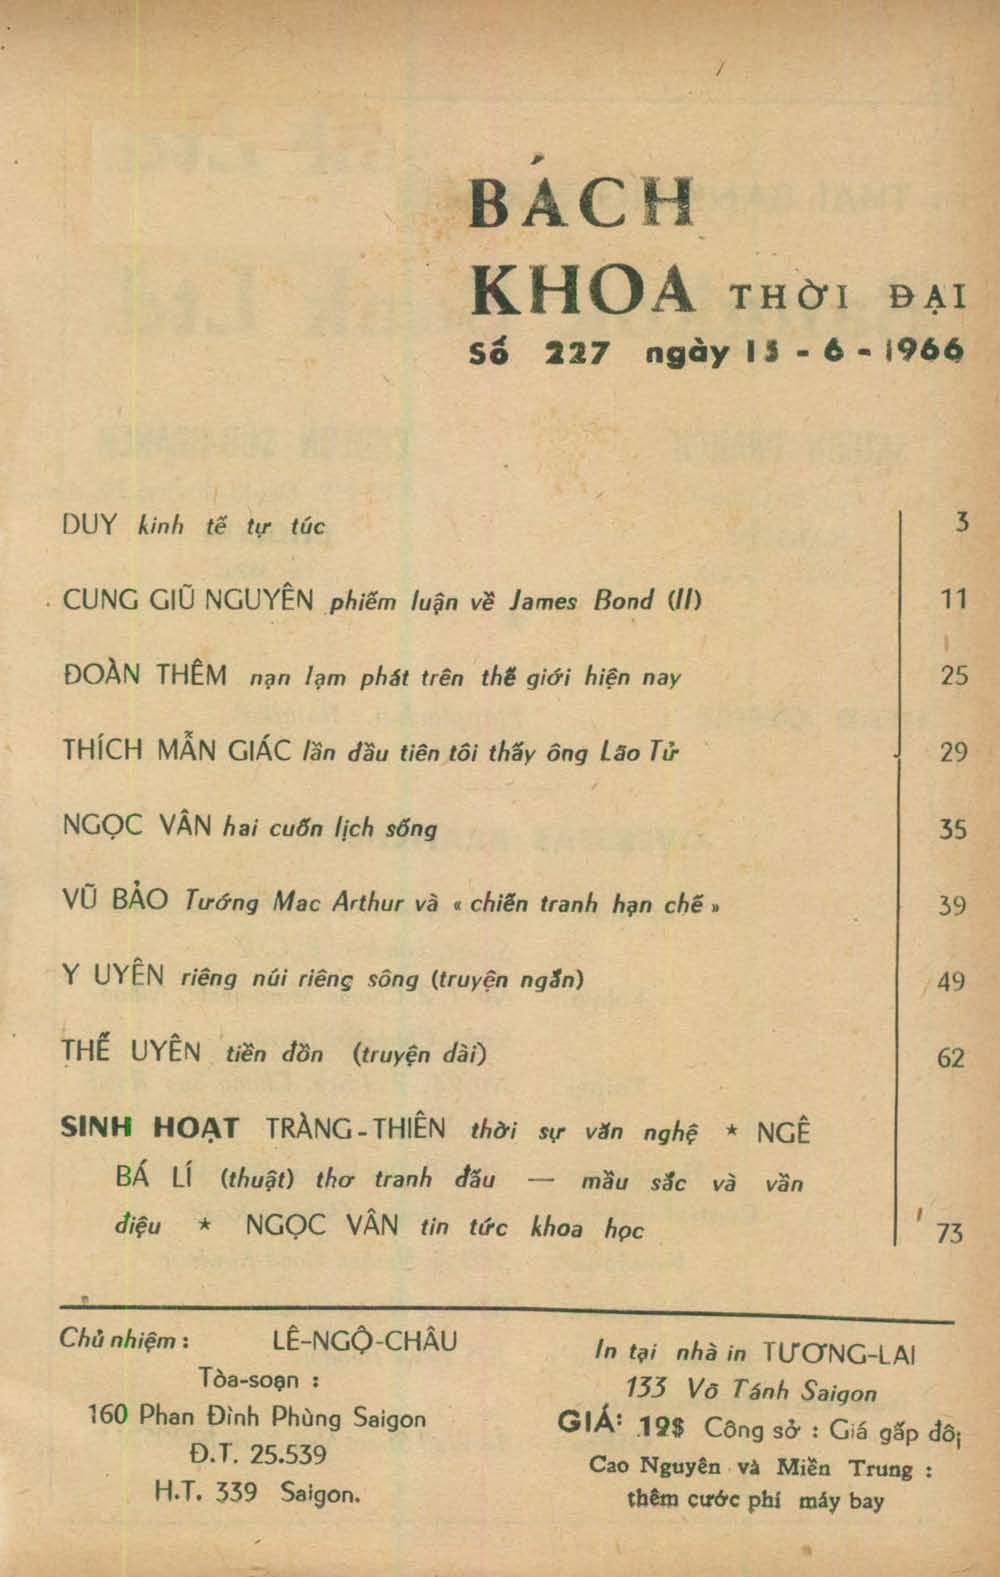 BÁCH
KHOA THỜI ĐẠI
Số 227 ngày 15 - 6 - 1966
DUY kinh tế tự túc 3
CUNG GIŨ NGUYÊN phiếm luận về James Bond (II) 11
ĐOÀN THÊM nạn lạm phát trên thế giới hiện nay 25
THÍCH MẪN GIÁC lần đầu tiên tôi thấy ông Lão Tử 29
NGỌC VÂN hai cuốn lịch sống 35
VŨ BẢO Tướng Mac Arthur và « chiến tranh hạn chế » 39
Y UYÊN riêng núi riêng sông (truyện ngắn) 49
THẾ UYÊN tiền đồn (truyện dài) 62
SINH HOẠT TRÀNG-THIÊN thời sự văn nghệ * NGÊ
BÁ LÍ (thuật) thơ tranh đấu — mầu sắc và vần
điệu * NGỌC VÂN tin tức khoa học 73
Chủ nhiệm : LÊ-NGỘ-CHÂU
Tòa-soạn :
160 Phan Đình Phùng Saigon
Đ.T. 25.539
H.T. 339 Saigon.
In tại nhà in TƯƠNG-LAI
133 Võ Tánh Saigon
GIÁ: 12$ Công sở : Giá gấp đôi
Cao Nguyên và Miền Trung :
thêm cước phí máy bay